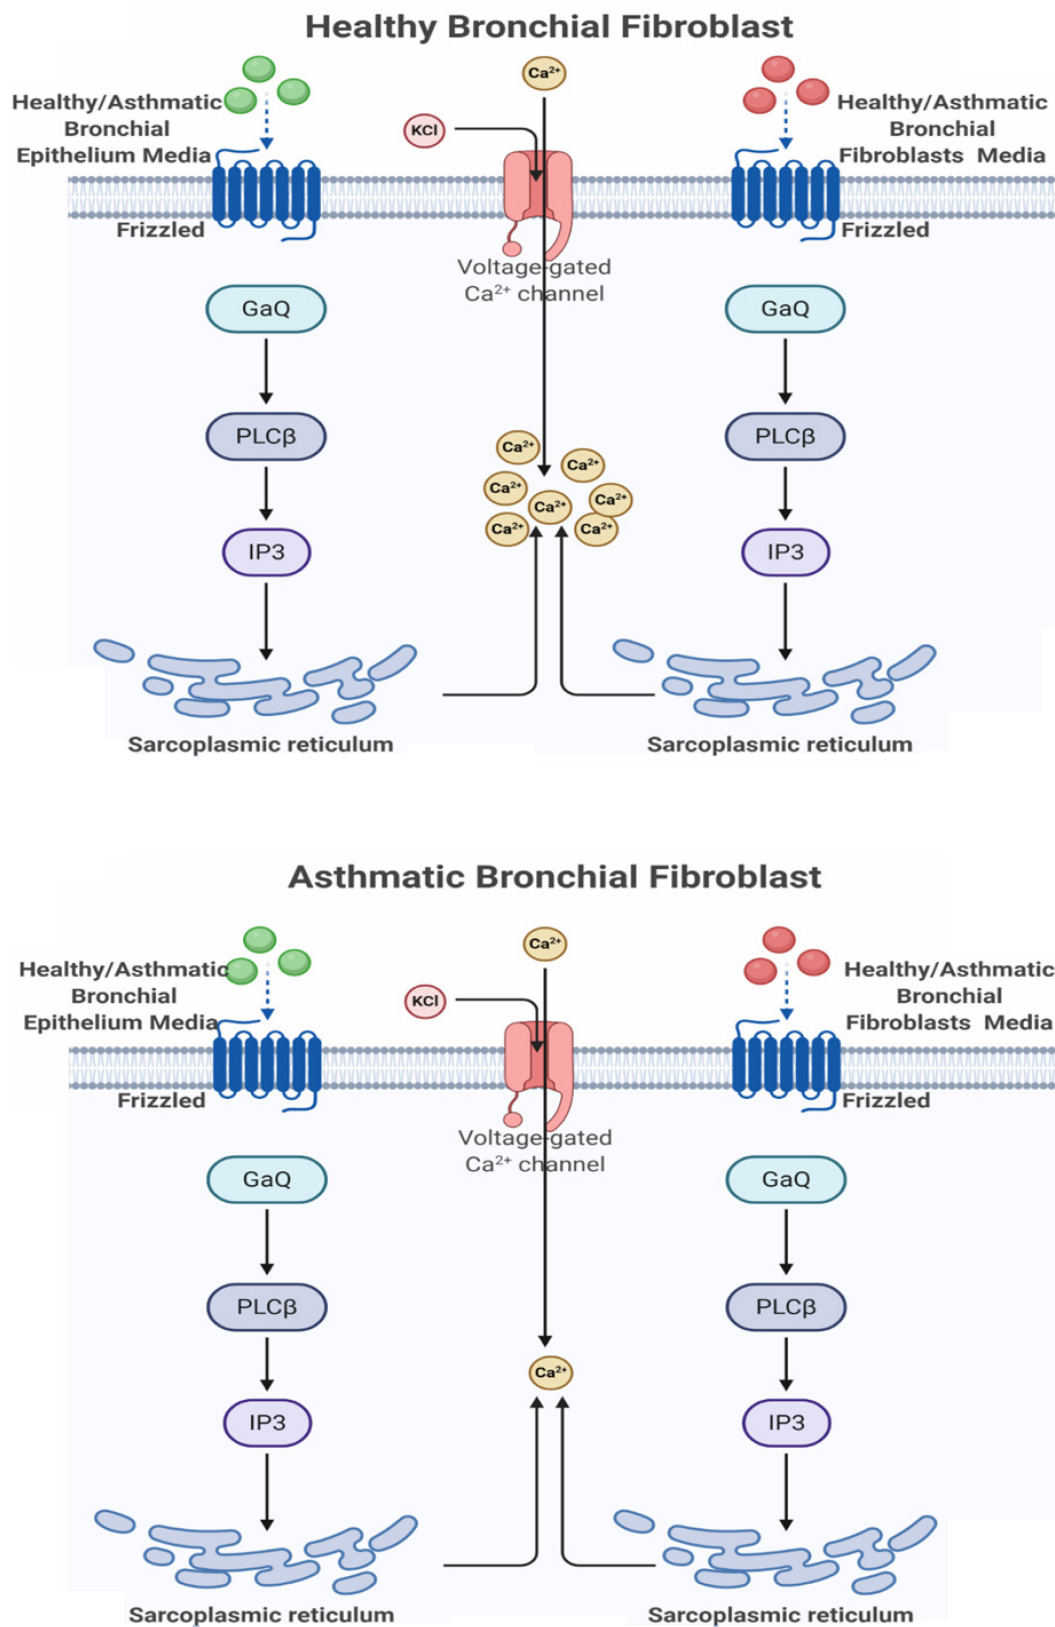 Healthy Bronchial Fibroblast
Ca²⁺
Healthy/Asmathic
Bronchial
Epithelium Media
KCl
Healthy/Asthmatic
Bronchial
Fibroblasts Media
Frizzled
Voltage-gated
Ca²⁺ channel
Frizzled
GaQ
GaQ
PLCβ
Ca²⁺
Ca²⁺
Ca²⁺
Ca²⁺
Ca²⁺
Ca²⁺
Ca²⁺
PLCβ
IP3
IP3
Sarcoplasmic reticulum
Sarcoplasmic reticulum
Asthmatic Bronchial Fibroblast
Ca²⁺
Healthy/Asthmatic
Bronchial
Epithelium Media
KCl
Healthy/Asthmatic
Bronchial
Fibroblasts Media
Frizzled
Voltage-gated
Ca²⁺ channel
Frizzled
GaQ
GaQ
PLCβ
PLCβ
Ca²⁺
IP3
IP3
Sarcoplasmic reticulum
Sarcoplasmic reticulum